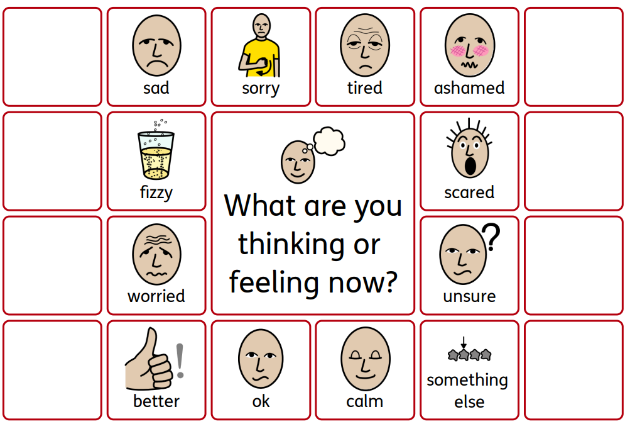 sad
sorry
tired
ashamed
fizzy
What are you
thinking or
feeling now?
scared
worried
?
unsure
!
better
ok
calm
something
else